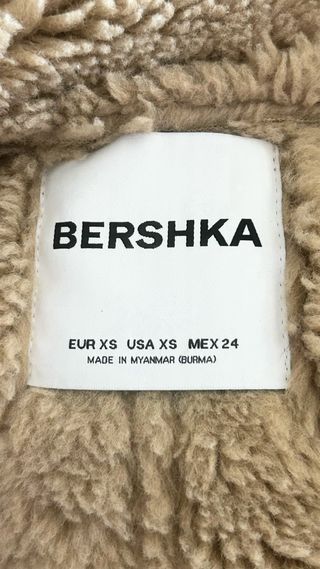 BERSHKA
EUR XS USA XS MEX 24
MADE IN MYANMAR (BURMA)